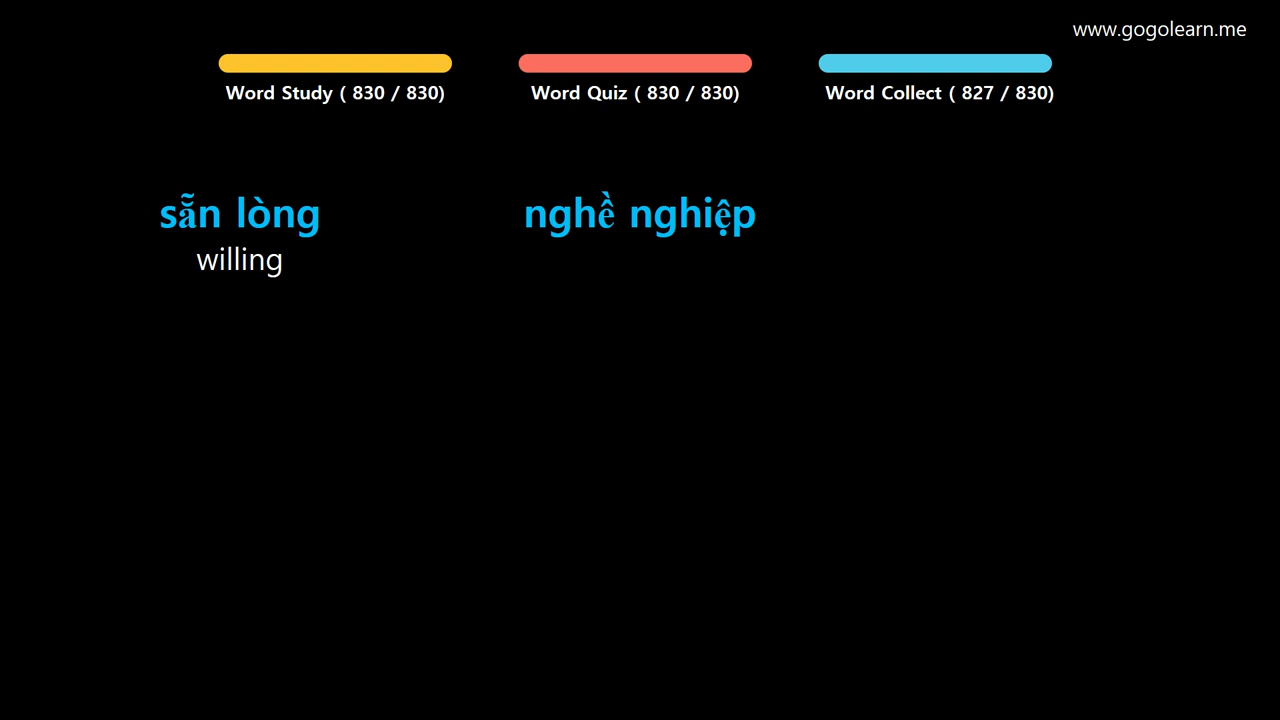 www.gogolearn.me
Word Study ( 830 / 830)
Word Quiz ( 830 / 830)
Word Collect ( 827 / 830)
sẵn lòng
willing
nghề nghiệp